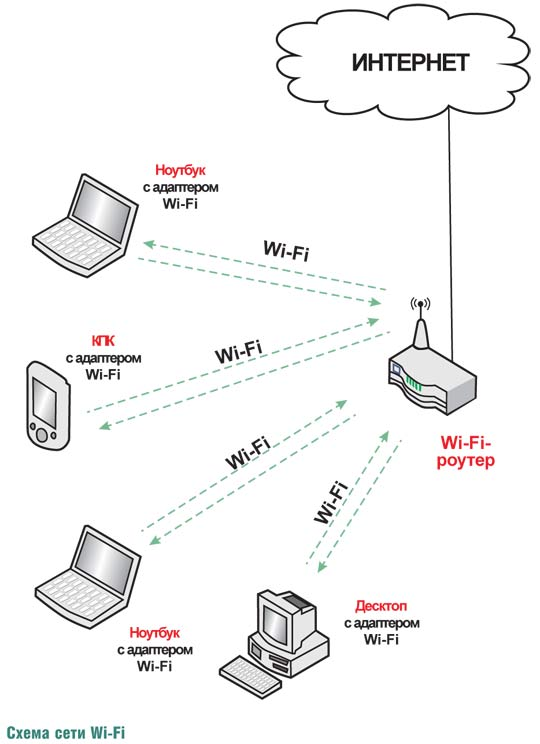 ИНТЕРНЕТ
Ноутбук
с адаптером
Wi-Fi
Wi-Fi
КПК
с адаптером
Wi-Fi
Wi-Fi
Wi-Fi-
роутер
Wi-Fi
Wi-Fi
Ноутбук
с адаптером
Wi-Fi
Десктоп
с адаптером
Wi-Fi
Схема сети Wi-Fi